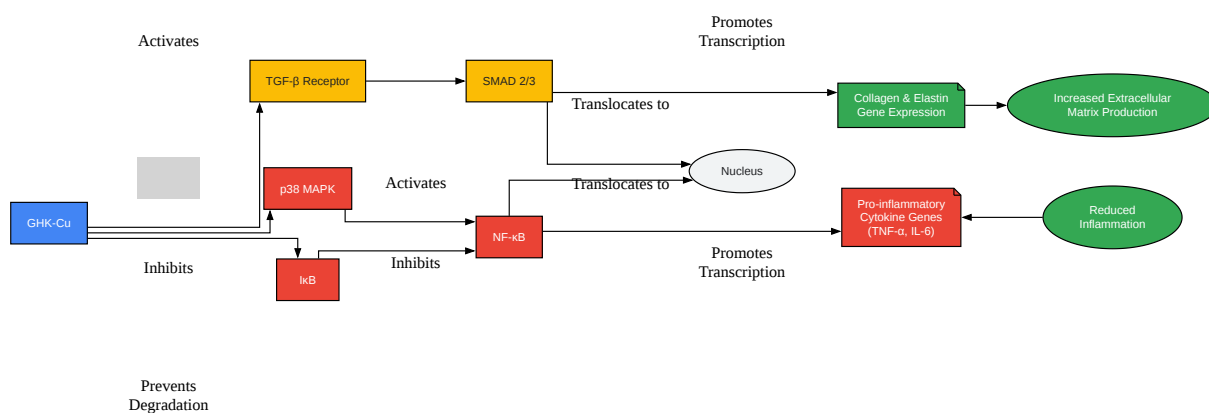 Promotes
Transcription
Activates
TGF-β Receptor
SMAD 2/3
Translocates to
Collagen & Elastin
Gene Expression
Increased Extracellular
Matrix Production
Nucleus
p38 MAPK
Activates
Translocates to
GHK-Cu
NF-κB
Pro-inflammatory
Cytokine Genes
(TNF-α, IL-6)
Reduced
Inflammation
Inhibits
IκB
Inhibits
Promotes
Transcription
Prevents
Degradation